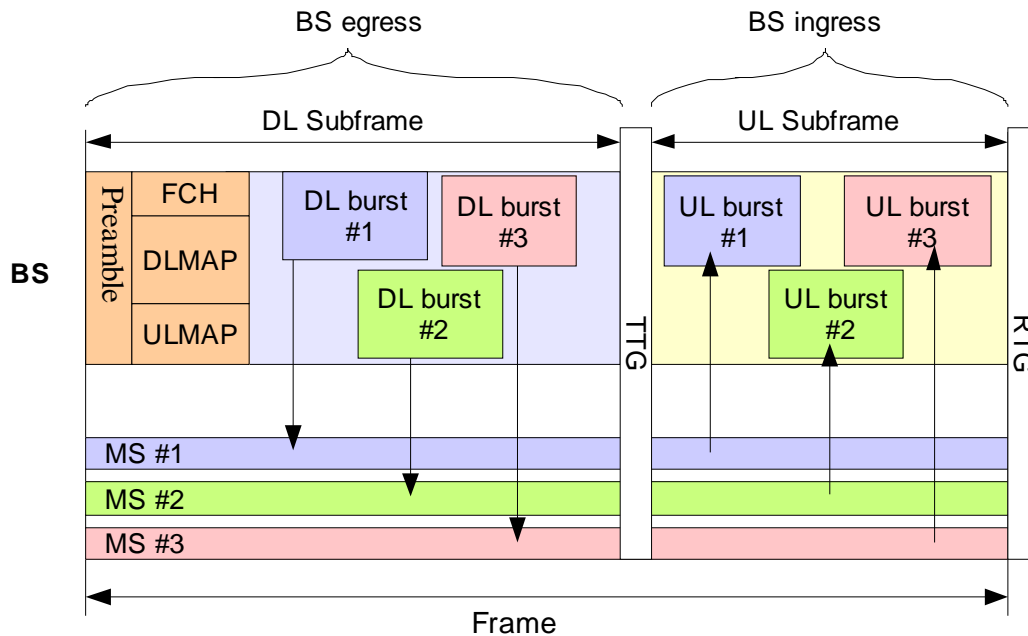 BS egress
BS ingress
DL Subframe
UL Subframe
BS
Preamble
FCH
DLMAP
ULMAP
DL burst
#1
DL burst
#3
DL burst
#2
TTG
UL burst
#1
UL burst
#3
UL burst
#2
RTG
MS #1
MS #2
MS #3
Frame